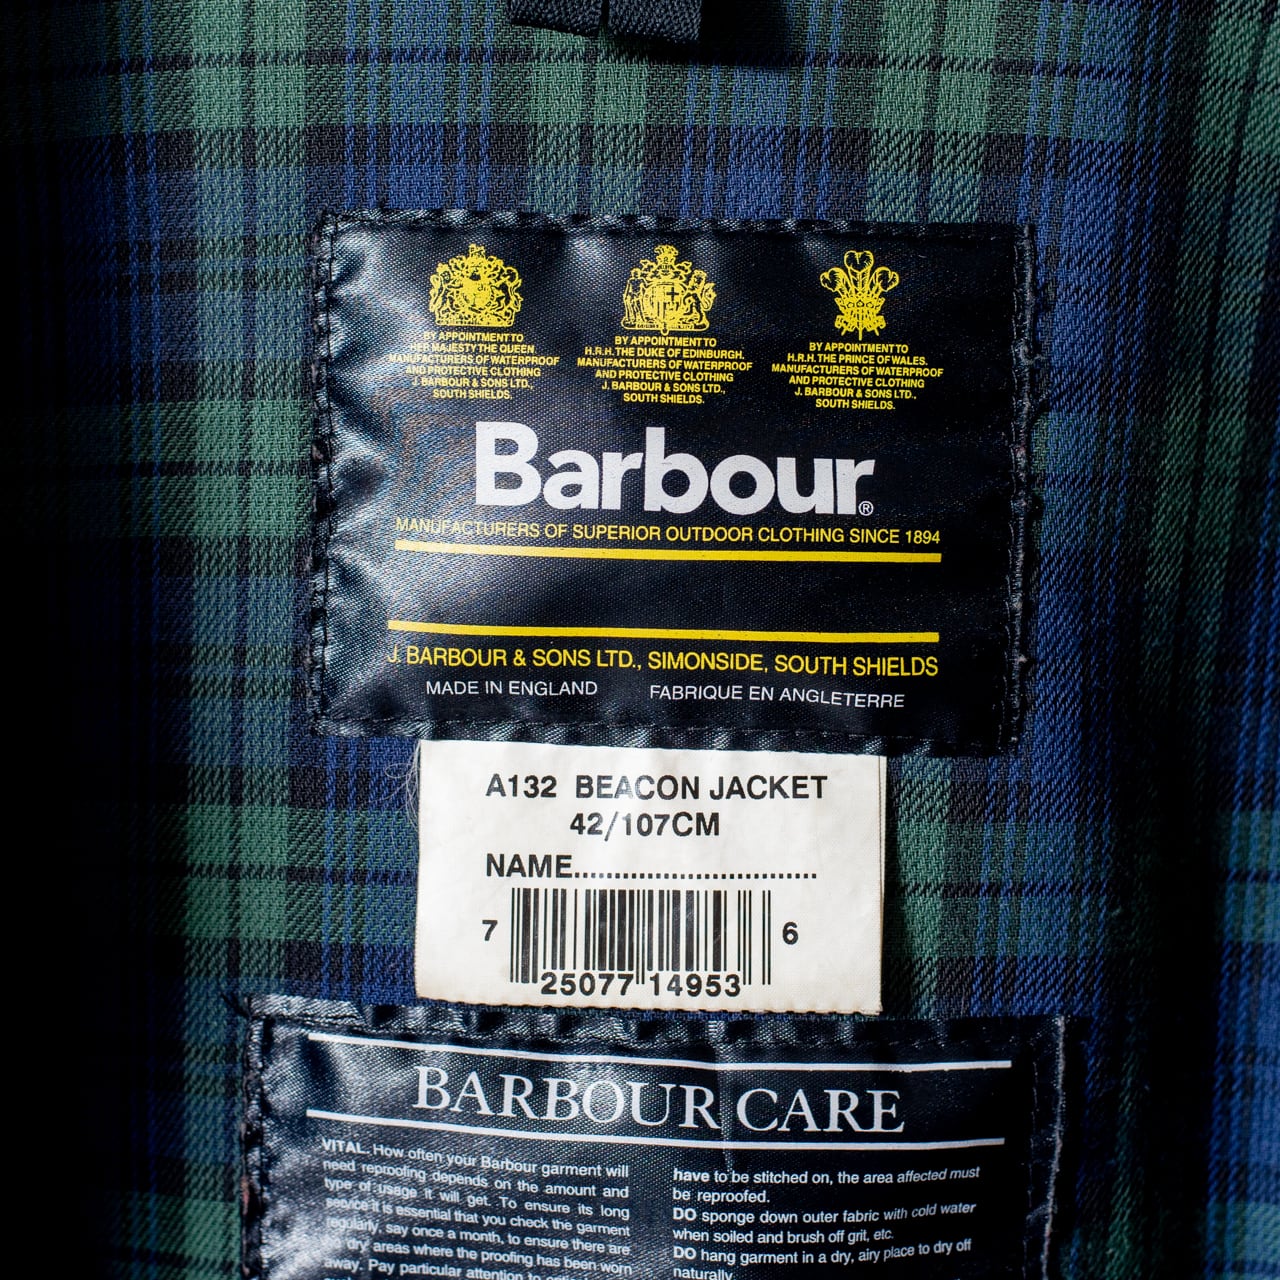 BY APPOINTMENT TO
HER MAJESTY THE QUEEN
MANUFACTURERS OF WATERPROOF
AND PROTECTIVE CLOTHING
J. BARBOUR & SONS LTD.,
SOUTH SHIELDS.
BY APPOINTMENT TO
H.R.H. THE DUKE OF EDINBURGH.
MANUFACTURERS OF WATERPROOF
AND PROTECTIVE CLOTHING
J. BARBOUR & SONS LTD.,
SOUTH SHIELDS.
BY APPOINTMENT TO
H.R.H. THE PRINCE OF WALES.
MANUFACTURERS OF WATERPROOF
AND PROTECTIVE CLOTHING
J. BARBOUR & SONS LTD.,
SOUTH SHIELDS.
Barbour®
MANUFACTURERS OF SUPERIOR OUTDOOR CLOTHING SINCE 1894
J. BARBOUR & SONS LTD., SIMONSIDE, SOUTH SHIELDS
MADE IN ENGLAND FABRIQUE EN ANGLETERRE
A132 BEACON JACKET
42/107CM
NAME..............................
7 25077 14953 6
BARBOUR CARE
VITAL. How often your Barbour garment will
need reproofing depends on the amount and
type of usage it will get. To ensure its long
service it is essential that you check the garment
regularly, say once a month, to ensure there are
dry areas where the proofing has been worn
away. Pay particular attention to
have to be stitched on, the area affected must
be reproofed.
DO sponge down outer fabric with cold water
when soiled and brush off grit, etc.
DO hang garment in a dry, airy place to dry off
naturally.